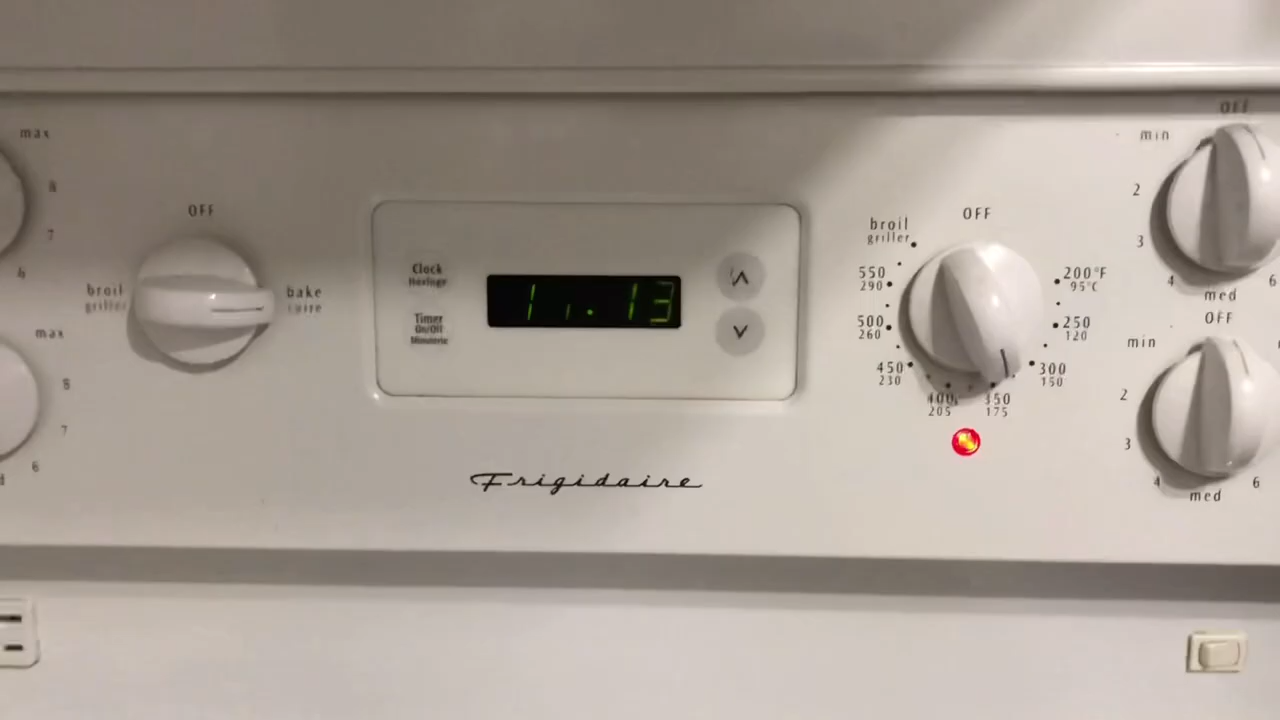 max
8
7
6
max
8
7
6
OFF
broil
griller
bake
cuire
Clock
Horloge
Timer
On/Off
Minuterie
Frigidaire
OFF
broil
griller
550
290
500
260
450
230
400
205
350
175
300
150
250
120
200°F
95°C
OFF
min
2
3
4
med
6
OFF
min
2
3
4
med
6